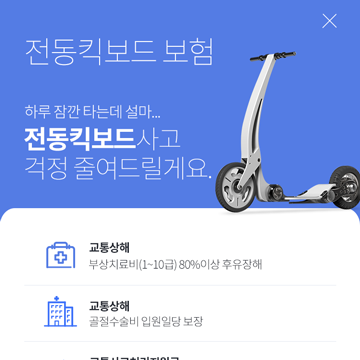 전동킥보드 보험
하루 잠깐 타는데 설마...
전동킥보드사고
걱정 줄여드릴게요.
교통상해
부상치료비(1~10급) 80%이상 후유장해
교통상해
골절수술비 입원일당 보장